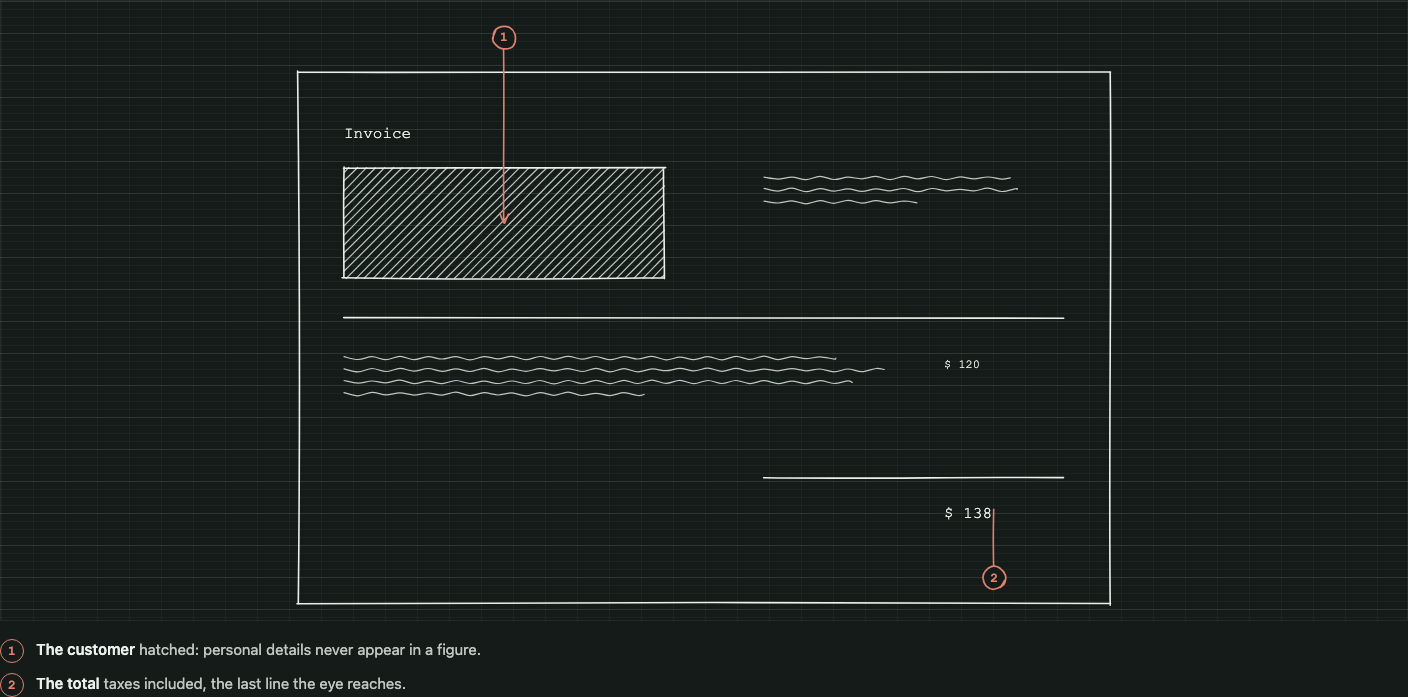 1
Invoice
$ 120
$ 138
2
1 The customer hatched: personal details never appear in a figure.
2 The total taxes included, the last line the eye reaches.